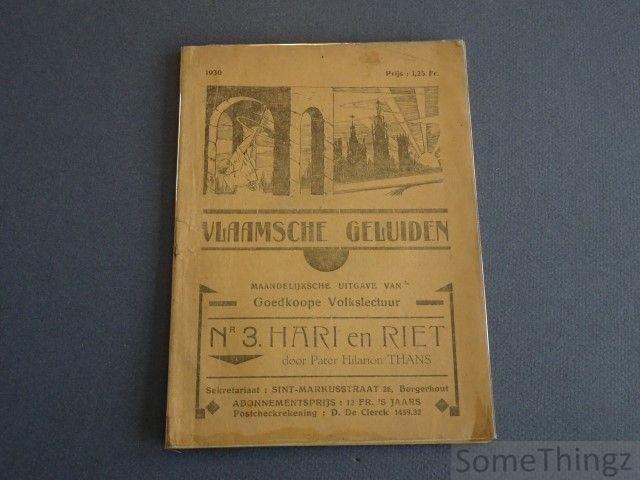 1930 Prijs : 1,25 Fr.
VLAAMSCHE GELUIDEN
MAANDELIJKSCHE UITGAVE VAN
Goedkoope Volkslectuur
Nr 3. HARI en RIET
door Pater Hilarion THANS
Sekretariaat : SINT-MARKUSSTRAAT 28, Borgerhout
ABONNEMENTSPRIJS : 12 FR. 'S JAARS
Postcheckrekening : D. De Clerck 1459.32
SomeThingz